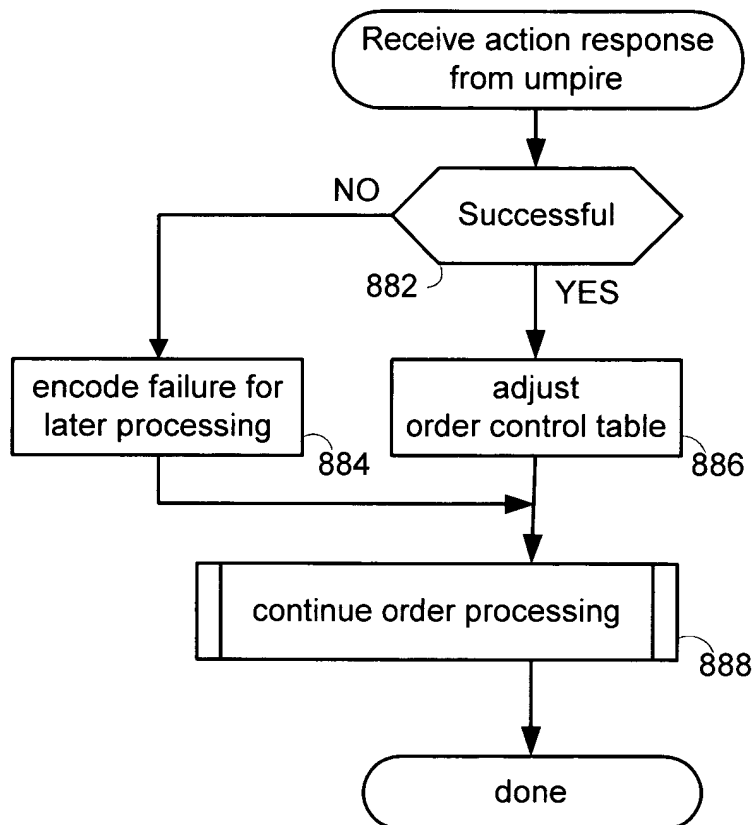 Receive action response
from umpire
NO
Successful
882
YES
encode failure for
later processing
884
adjust
order control table
886
continue order processing
888
done